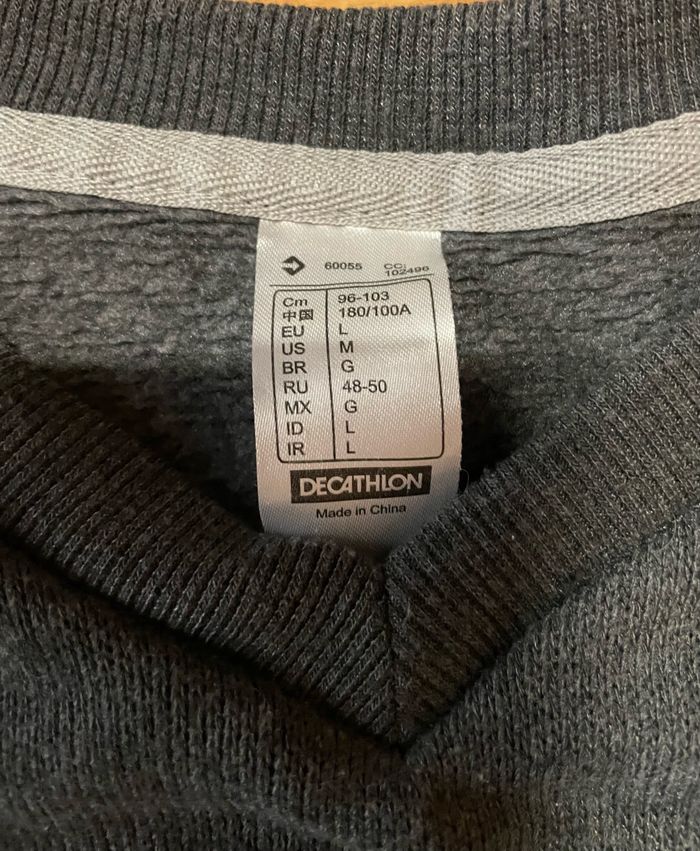 60055 CC: 102496
Cm 96-103
中国 180/100A
EU L
US M
BR G
RU 48-50
MX G
ID L
IR L
DECATHLON
Made in China